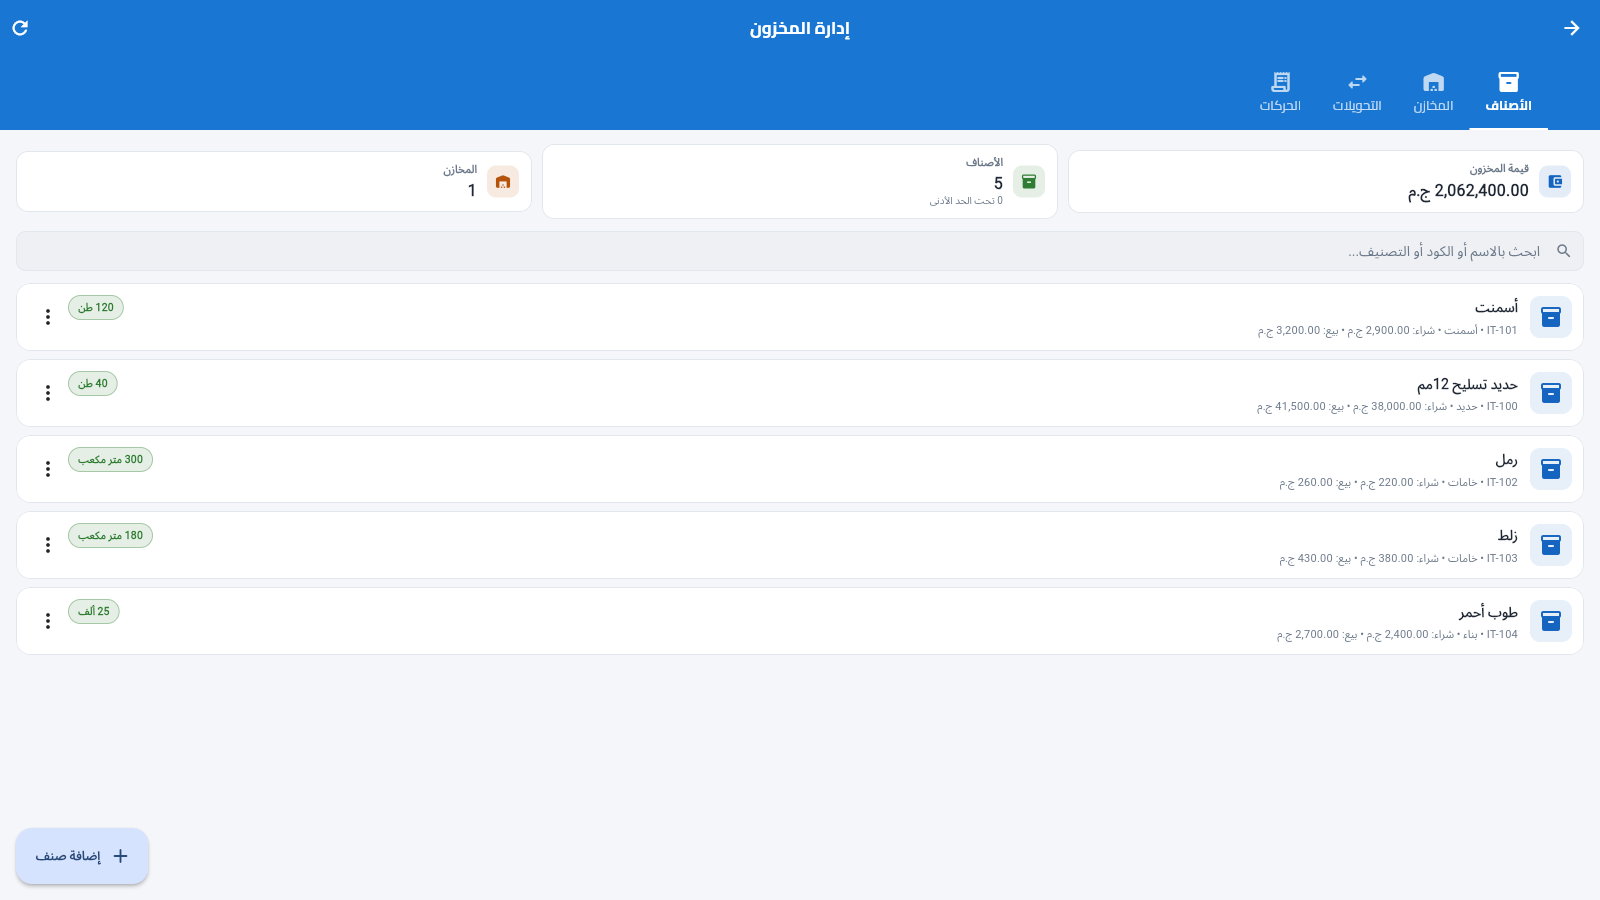 إدارة المخزون
الأصناف
المخازن
التحويلات
الحركات
قيمة المخزون
2,062,400.00 ج.م
الأصناف
5
0 تحت الحد الأدنى
المخازن
1
ابحث بالاسم أو الكود أو التصنيف...
أسمنت
IT-101 • أسمنت • شراء: 2,900.00 ج.م • بيع: 3,200.00 ج.م
120 طن
حديد تسليح 12مم
IT-100 • حديد • شراء: 38,000.00 ج.م • بيع: 41,500.00 ج.م
40 طن
رمل
IT-102 • خامات • شراء: 220.00 ج.م • بيع: 260.00 ج.م
300 متر مكعب
زلط
IT-103 • خامات • شراء: 380.00 ج.م • بيع: 430.00 ج.م
180 متر مكعب
طوب أحمر
IT-104 • بناء • شراء: 2,400.00 ج.م • بيع: 2,700.00 ج.م
25 ألف
إضافة صنف